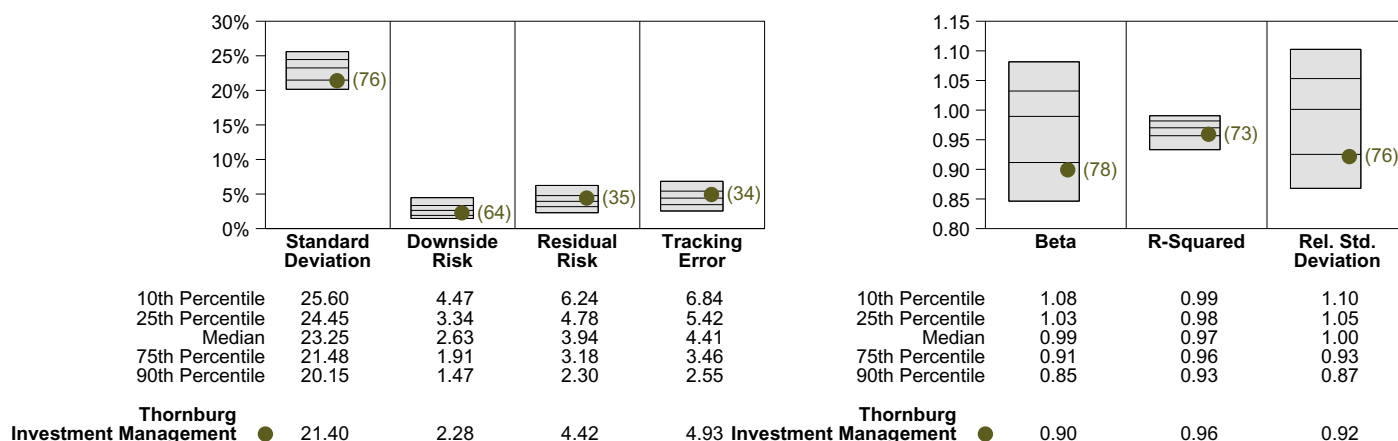 30%
25%
20%
15%
10%
5%
0%
(76)
(64)
(35)
(34)
Standard Deviation
Downside Risk
Residual Risk
Tracking Error
10th Percentile 25.60 4.47 6.24 6.84
25th Percentile 24.45 3.34 4.78 5.42
Median 23.25 2.63 3.94 4.41
75th Percentile 21.48 1.91 3.18 3.46
90th Percentile 20.15 1.47 2.30 2.55
Thornburg
Investment Management 21.40 2.28 4.42 4.93
1.15
1.10
1.05
1.00
0.95
0.90
0.85
0.80
(78)
(73)
(76)
Beta
R-Squared
Rel. Std. Deviation
10th Percentile 1.08 0.99 1.10
25th Percentile 1.03 0.98 1.05
Median 0.99 0.97 1.00
75th Percentile 0.91 0.96 0.93
90th Percentile 0.85 0.93 0.87
Thornburg
Investment Management 0.90 0.96 0.92